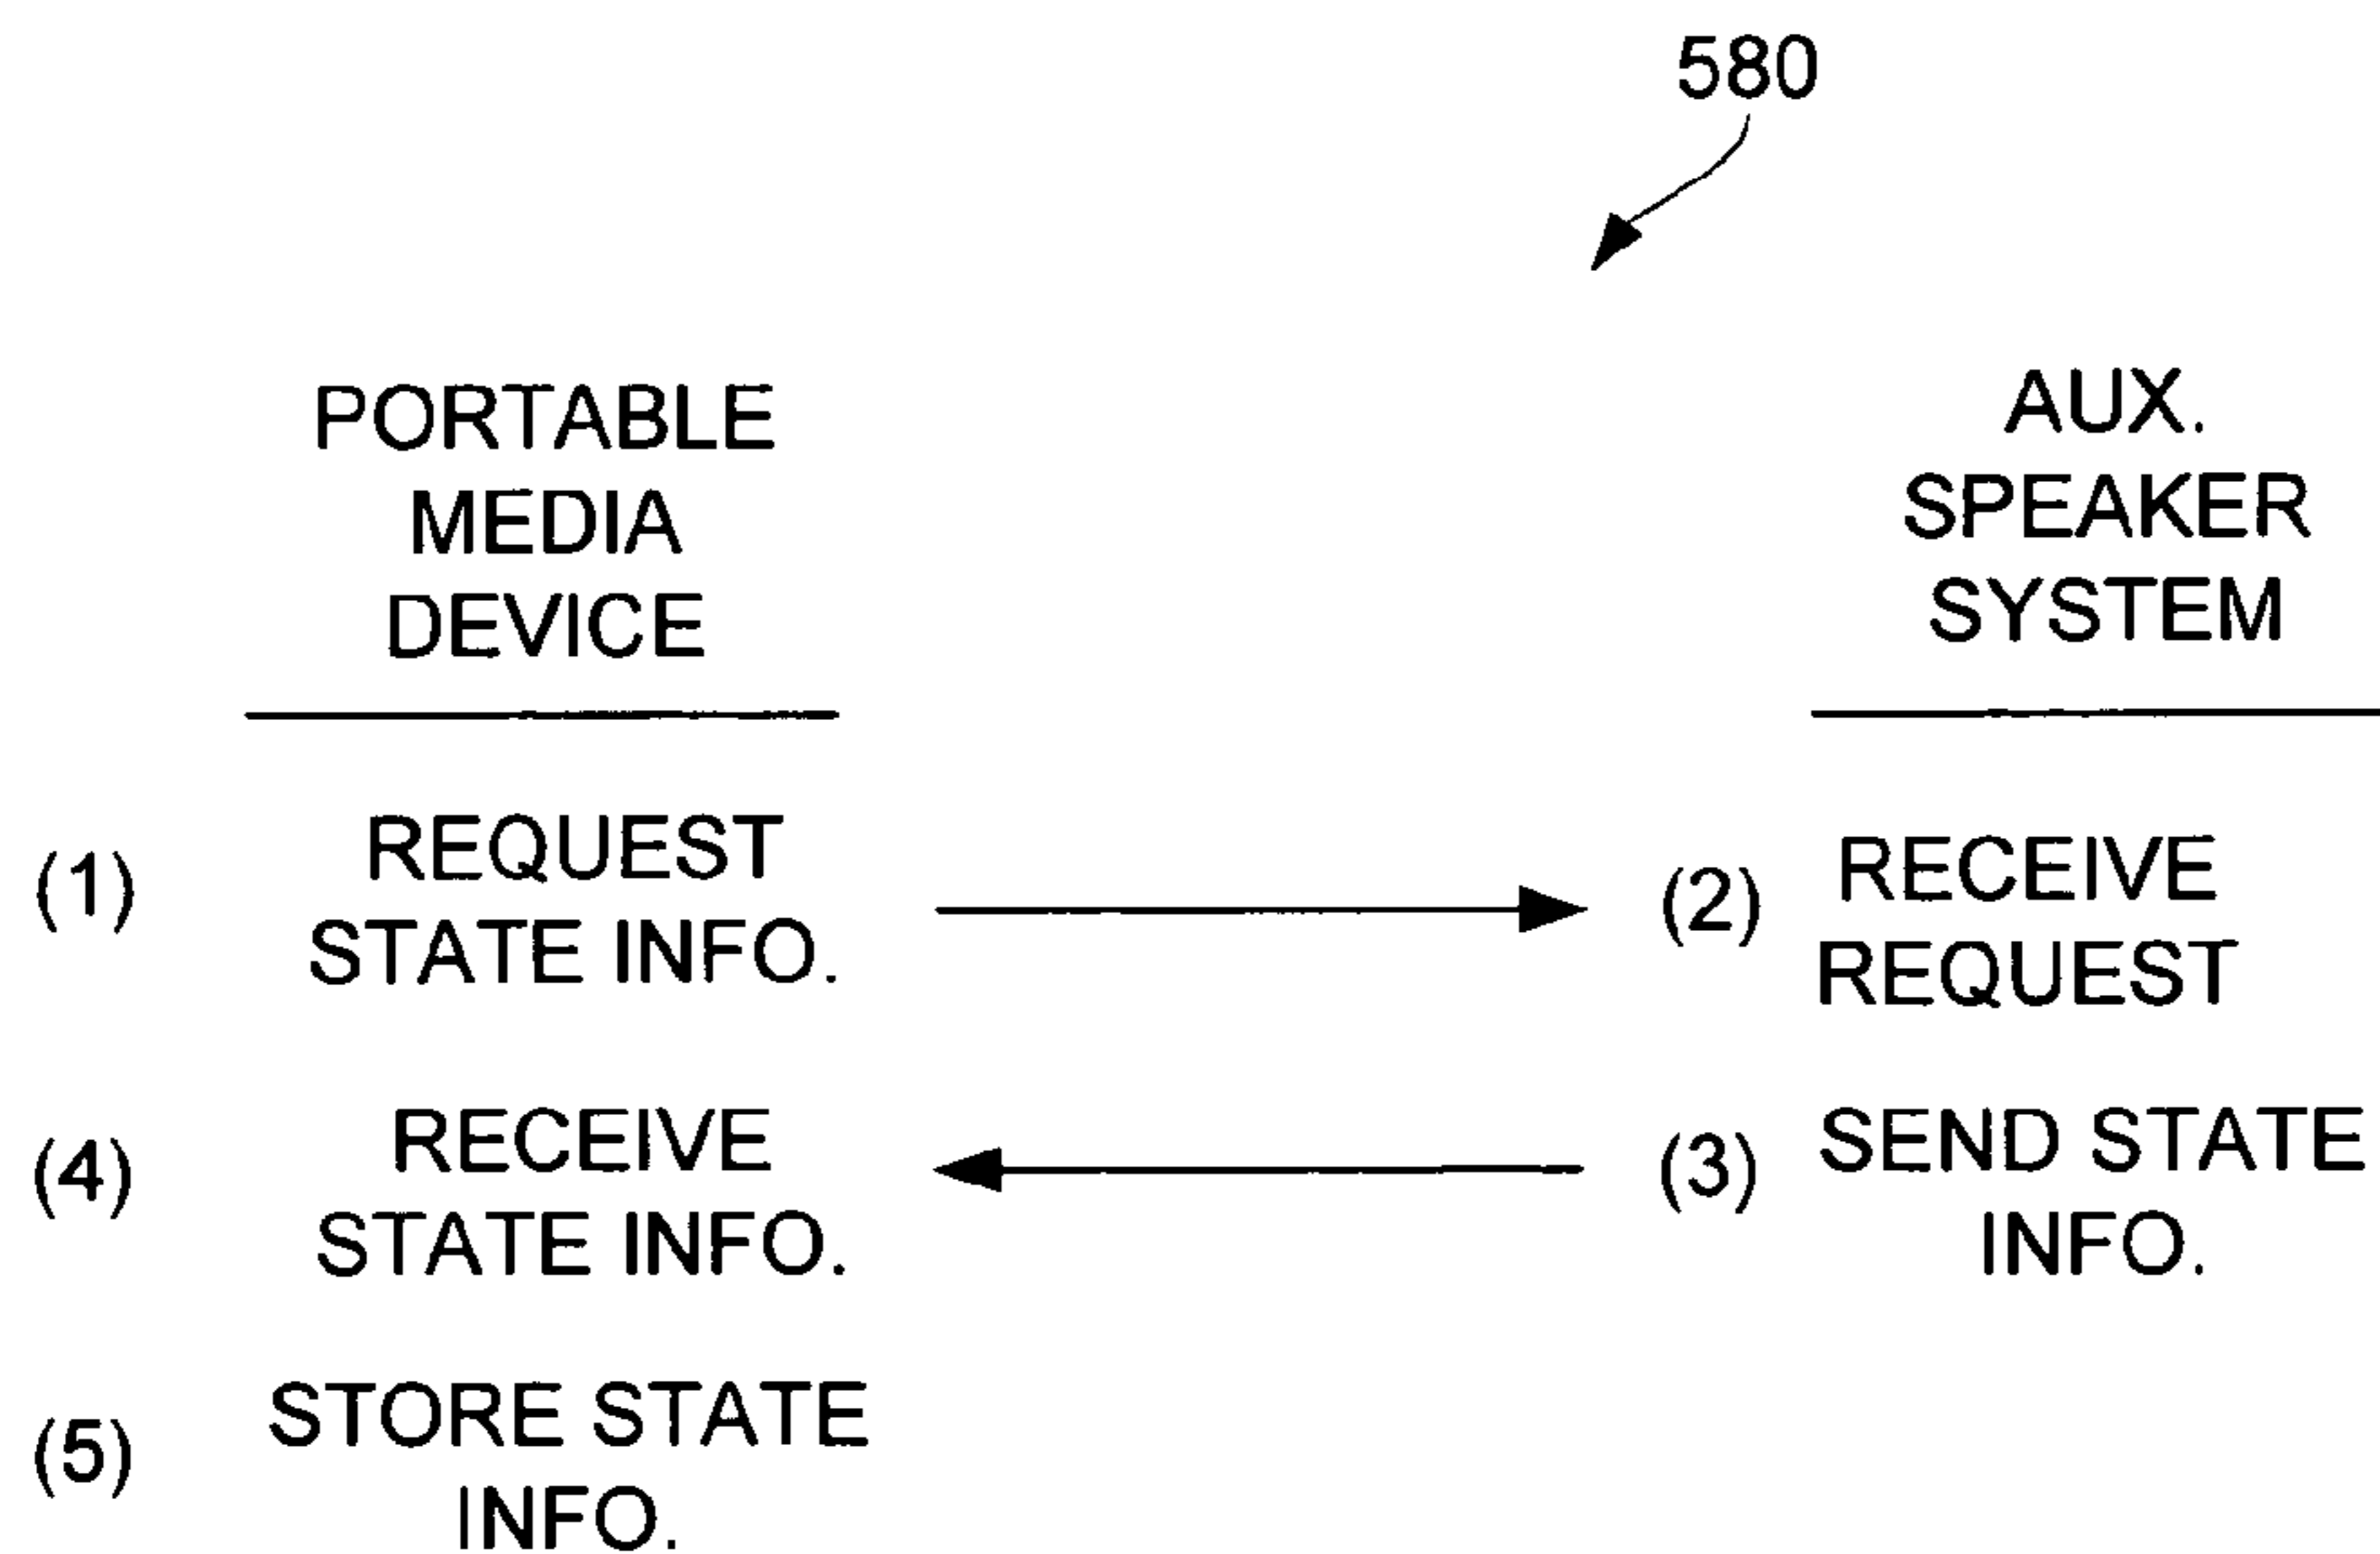 580
PORTABLE
MEDIA
DEVICE
AUX.
SPEAKER
SYSTEM
(1)
REQUEST
STATE INFO.
(2)
RECEIVE
REQUEST
(4)
RECEIVE
STATE INFO.
(3)
SEND STATE
INFO.
(5)
STORE STATE
INFO.